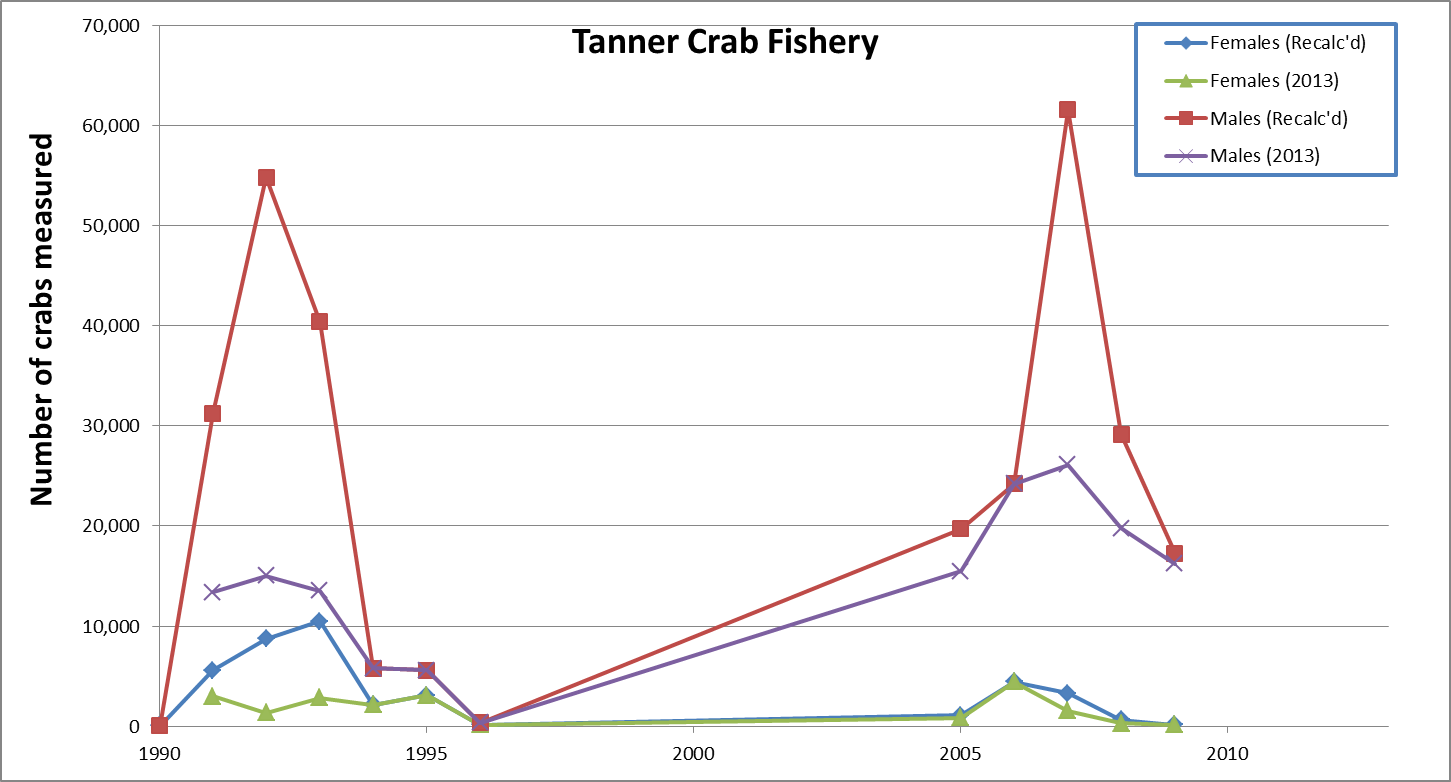 Tanner Crab Fishery
Females (Recalc'd)
Females (2013)
Males (Recalc'd)
Males (2013)
Number of crabs measured
70,000
60,000
50,000
40,000
30,000
20,000
10,000
0
1990
1995
2000
2005
2010